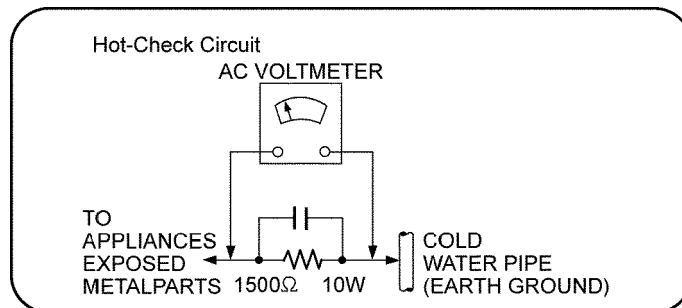 Hot-Check Circuit
AC VOLTMETER
TO
APPLIANCES
EXPOSED
METALPARTS
1500Ω
10W
COLD
WATER PIPE
(EARTH GROUND)